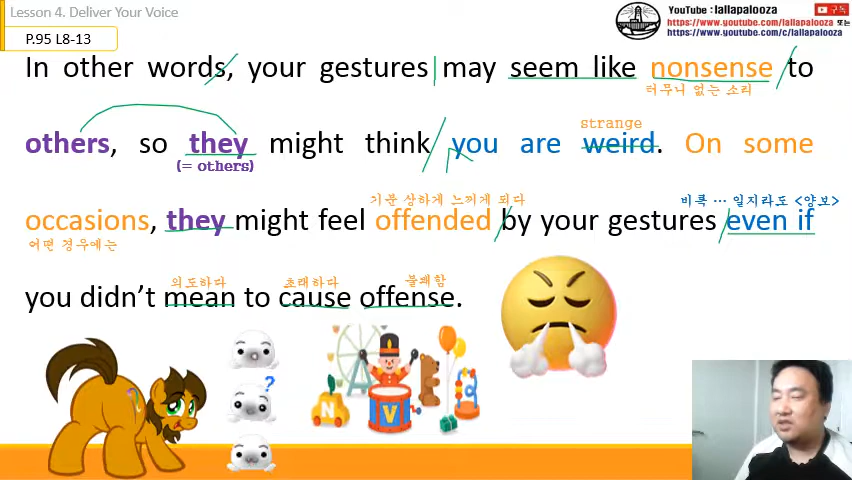 Lesson 4. Deliver Your Voice
P.95 L8-13
YouTube : lallapalooza
구독
https://www.youtube.com/lallapalooza 또는
https://www.youtube.com/c/lallapalooza
In other words, your gestures may seem like nonsense to
터무니 없는 소리
strange
others, so they might think you are weird. On some
(= others)
기분 상하게 느끼게 되다
비록 … 일지라도 <양보>
occasions, they might feel offended by your gestures even if
어떤 경우에는
의도하다 초래하다 불쾌함
you didn't mean to cause offense.
?
N V